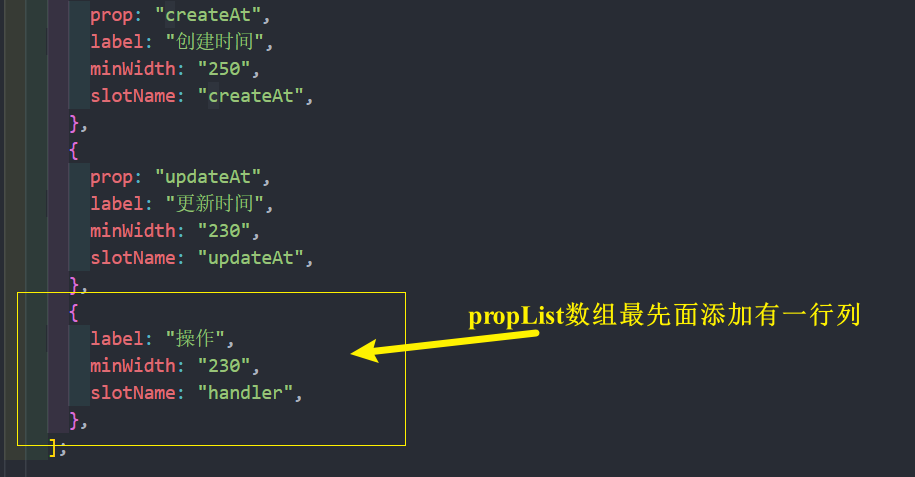 prop: "createAt",
label: "创建时间",
minWidth: "250",
slotName: "createAt",
},
{
prop: "updateAt",
label: "更新时间",
minWidth: "230",
slotName: "updateAt",
},
{
propList数组最先面添加有一行列
label: "操作",
minWidth: "230",
slotName: "handler",
},
];